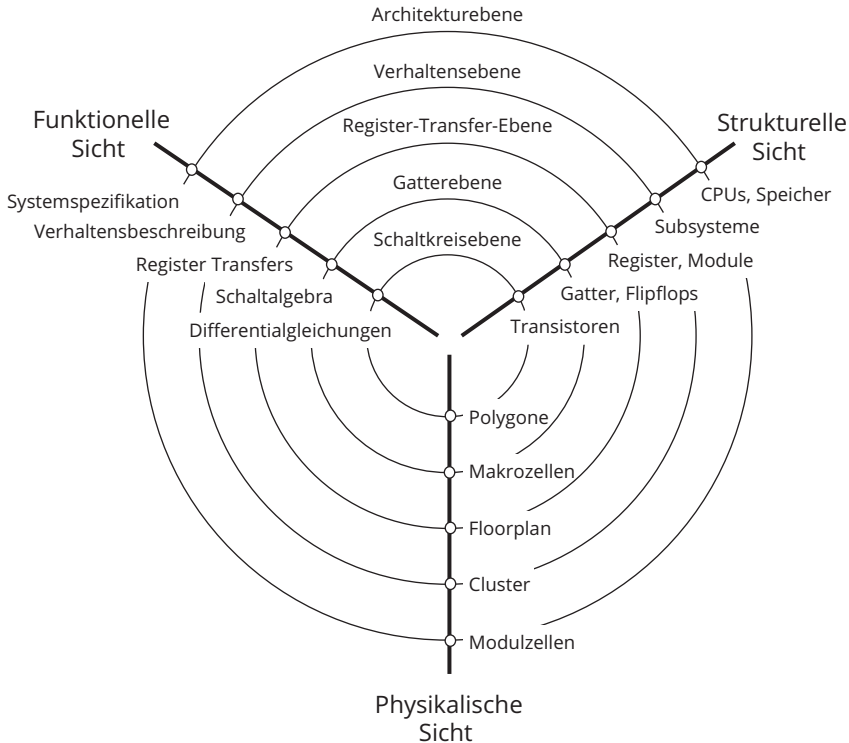 Architekturebene
Verhaltensebene
Funktionelle
Sicht
Register-Transfer-Ebene
Strukturelle
Sicht
Gatterebene
Systemspezifikation
CPUs, Speicher
Verhaltensbeschreibung
Schaltkreisebene
Subsysteme
Register Transfers
Register, Module
Schaltalgebra
Gatter, Flipflops
Differentialgleichungen
Transistoren
Polygone
Makrozellen
Floorplan
Cluster
Modulzellen
Physikalische
Sicht